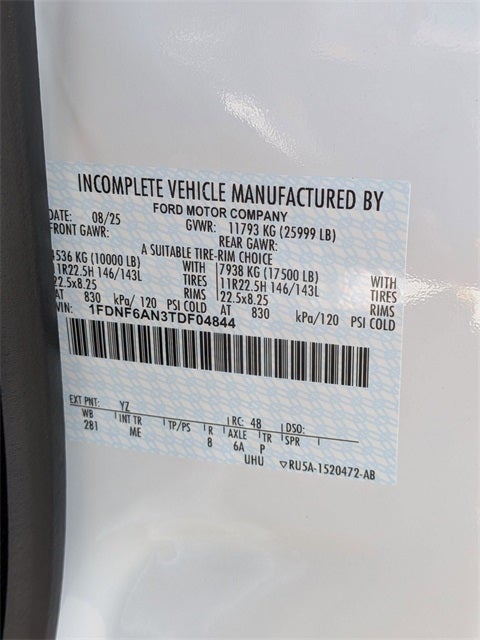 INCOMPLETE VEHICLE MANUFACTURED BY
FORD MOTOR COMPANY
DATE: 08/25 GVWR: 11793 KG (25999 LB)
FRONT GAWR: REAR GAWR:
A SUITABLE TIRE-RIM CHOICE
4536 KG (10000 LB) WITH 7938 KG (17500 LB) WITH
11R22.5H 146/143L TIRES 11R22.5H 146/143L TIRES
22.5x8.25 RIMS 22.5x8.25 RIMS
AT 830 kPa/120 PSI COLD AT 830 kPa/120 PSI COLD
VIN: 1FDNF6AN3TDF04844
EXT PNT: YZ RC: 48 DSO:
WB INT TR TP/PS R AXLE TR SPR
281 ME 8 6A P
UHU ▽RU5A-1520472-AB